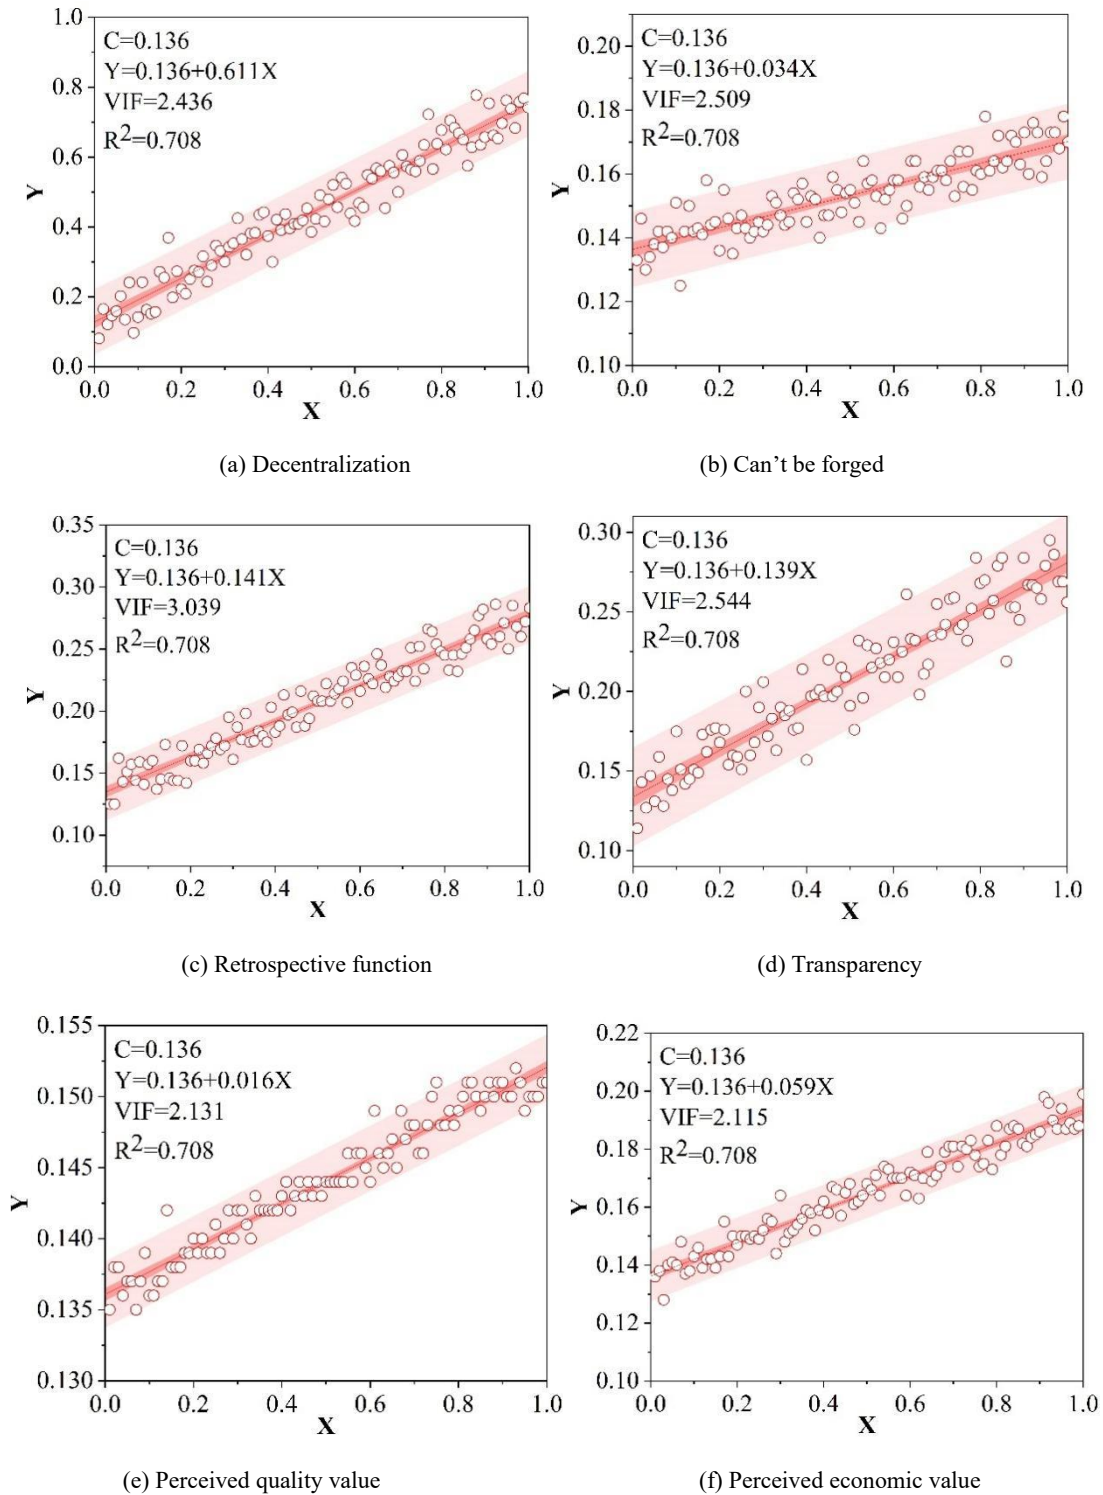 1.0
0.8
0.6
0.4
0.2
0.0
Y
C=0.136
Y=0.136+0.611X
VIF=2.436
R²=0.708
0.0 0.2 0.4 0.6 0.8 1.0
X
(a) Decentralization
0.20
0.18
0.16
0.14
0.12
0.10
Y
C=0.136
Y=0.136+0.034X
VIF=2.509
R²=0.708
0.0 0.2 0.4 0.6 0.8 1.0
X
(b) Can’t be forged
0.35
0.30
0.25
0.20
0.15
0.10
Y
C=0.136
Y=0.136+0.141X
VIF=3.039
R²=0.708
0.0 0.2 0.4 0.6 0.8 1.0
X
(c) Retrospective function
0.30
0.25
0.20
0.15
0.10
Y
C=0.136
Y=0.136+0.139X
VIF=2.544
R²=0.708
0.0 0.2 0.4 0.6 0.8 1.0
X
(d) Transparency
0.155
0.150
0.145
0.140
0.135
0.130
Y
C=0.136
Y=0.136+0.016X
VIF=2.131
R²=0.708
0.0 0.2 0.4 0.6 0.8 1.0
X
(e) Perceived quality value
0.22
0.20
0.18
0.16
0.14
0.12
0.10
Y
C=0.136
Y=0.136+0.059X
VIF=2.115
R²=0.708
0.0 0.2 0.4 0.6 0.8 1.0
X
(f) Perceived economic value